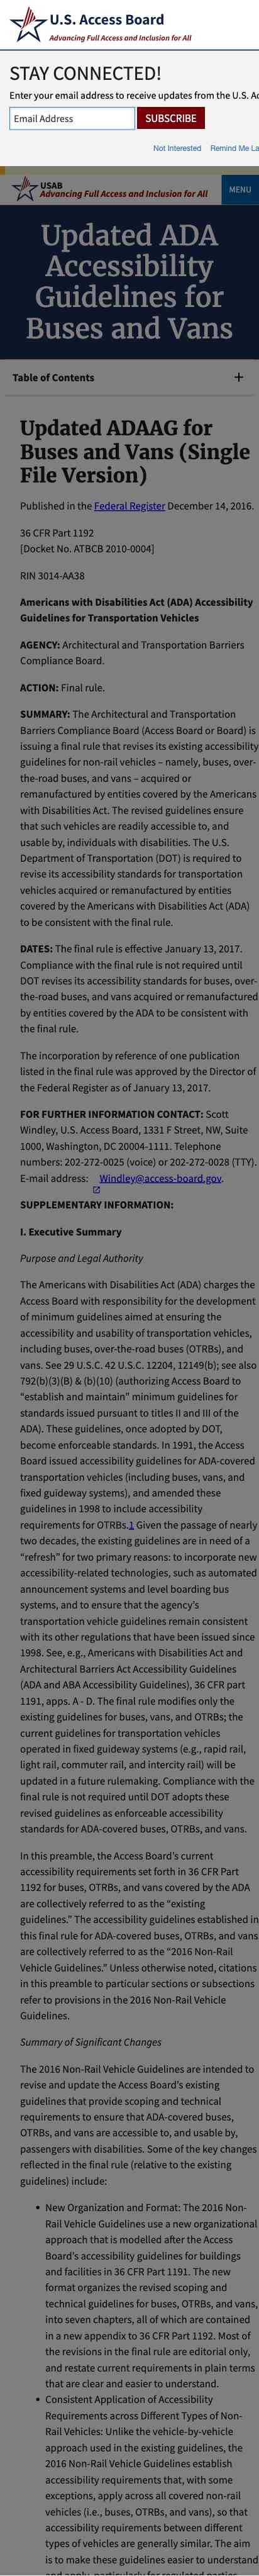 U.S. Access Board
Advancing Full Access and Inclusion for All
STAY CONNECTED!
Enter your email address to receive updates from the U.S. Ac
Email Address
SUBSCRIBE
Not Interested
Remind Me La
USAB
Advancing Full Access and Inclusion for All
MENU
Updated ADA
Accessibility
Guidelines for
Buses and Vans
Table of Contents +
Updated ADAAG for
Buses and Vans (Single
File Version)
Published in the Federal Register December 14, 2016.
36 CFR Part 1192
[Docket No. ATBCB 2010-0004]
RIN 3014-AA38
Americans with Disabilities Act (ADA) Accessibility
Guidelines for Transportation Vehicles
AGENCY: Architectural and Transportation Barriers
Compliance Board.
ACTION: Final rule.
SUMMARY: The Architectural and Transportation
Barriers Compliance Board (Access Board or Board) is
issuing a final rule that revises its existing accessibility
guidelines for non-rail vehicles – namely, buses, over-
the-road buses, and vans – acquired or
remanufactured by entities covered by the Americans
with Disabilities Act. The revised guidelines ensure
that such vehicles are readily accessible to, and
usable by, individuals with disabilities. The U.S.
Department of Transportation (DOT) is required to
revise its accessibility standards for transportation
vehicles acquired or remanufactured by entities
covered by the Americans with Disabilities Act (ADA)
to be consistent with the final rule.
DATES: The final rule is effective January 13, 2017.
Compliance with the final rule is not required until
DOT revises its accessibility standards for buses, over-
the-road buses, and vans acquired or remanufactured
by entities covered by the ADA to be consistent with
the final rule.
The incorporation by reference of one publication
listed in the final rule was approved by the Director of
the Federal Register as of January 13, 2017.
FOR FURTHER INFORMATION CONTACT: Scott
Windley, U.S. Access Board, 1331 F Street, NW, Suite
1000, Washington, DC 20004-1111. Telephone
numbers: 202-272-0025 (voice) or 202-272-0028 (TTY).
E-mail address: Windley@access-board.gov.
SUPPLEMENTARY INFORMATION:
I. Executive Summary
Purpose and Legal Authority
The Americans with Disabilities Act (ADA) charges the
Access Board with responsibility for the development
of minimum guidelines aimed at ensuring the
accessibility and usability of transportation vehicles,
including buses, over-the-road buses (OTRBs), and
vans. See 29 U.S.C. 42 U.S.C. 12204, 12149(b); see also
792(b)(3)(B) & (b)(10) (authorizing Access Board to
“establish and maintain” minimum guidelines for
standards issued pursuant to titles II and III of the
ADA). These guidelines, once adopted by DOT,
become enforceable standards. In 1991, the Access
Board issued accessibility guidelines for ADA-covered
transportation vehicles (including buses, vans, and
fixed guideway systems), and amended these
guidelines in 1998 to include accessibility
requirements for OTRBs.1 Given the passage of nearly
two decades, the existing guidelines are in need of a
“refresh” for two primary reasons: to incorporate new
accessibility-related technologies, such as automated
announcement systems and level boarding bus
systems, and to ensure that the agency’s
transportation vehicle guidelines remain consistent
with its other regulations that have been issued since
1998. See, e.g., Americans with Disabilities Act and
Architectural Barriers Act Accessibility Guidelines
(ADA and ABA Accessibility Guidelines), 36 CFR part
1191, apps. A - D. The final rule modifies only the
existing guidelines for buses, vans, and OTRBs; the
current guidelines for transportation vehicles
operated in fixed guideway systems (e.g., rapid rail,
light rail, commuter rail, and intercity rail) will be
updated in a future rulemaking. Compliance with the
final rule is not required until DOT adopts these
revised guidelines as enforceable accessibility
standards for ADA-covered buses, OTRBs, and vans.
In this preamble, the Access Board’s current
accessibility requirements set forth in 36 CFR Part
1192 for buses, OTRBs, and vans covered by the ADA
are collectively referred to as the “existing
guidelines.” The accessibility guidelines established in
this final rule for ADA-covered buses, OTRBs, and vans
are collectively referred to as the “2016 Non-Rail
Vehicle Guidelines.” Unless otherwise noted, citations
in this preamble to particular sections or subsections
refer to provisions in the 2016 Non-Rail Vehicle
Guidelines.
Summary of Significant Changes
The 2016 Non-Rail Vehicle Guidelines are intended to
revise and update the Access Board’s existing
guidelines that provide scoping and technical
requirements to ensure that ADA-covered buses,
OTRBs, and vans are accessible to, and usable by,
passengers with disabilities. Some of the key changes
reflected in the final rule (relative to the existing
guidelines) include:
• New Organization and Format: The 2016 Non-
Rail Vehicle Guidelines use a new organizational
approach that is modelled after the Access
Board’s accessibility guidelines for buildings
and facilities in 36 CFR Part 1191. The new
format organizes the revised scoping and
technical guidelines for buses, OTRBs, and vans,
into seven chapters, all of which are contained
in a new appendix to 36 CFR Part 1192. Most of
the revisions in the final rule are editorial only,
and restate current requirements in plain terms
that are clear and easier to understand.
• Consistent Application of Accessibility
Requirements across Different Types of Non-
Rail Vehicles: Unlike the vehicle-by-vehicle
approach used in the existing guidelines, the
2016 Non-Rail Vehicle Guidelines establish
accessibility requirements that, with some
exceptions, apply across all covered non-rail
vehicles (i.e., buses, OTRBs, and vans), so that
accessibility requirements between different
types of vehicles are generally similar. The aim
is to make these guidelines easier to understand
and apply, particularly for regulated parties